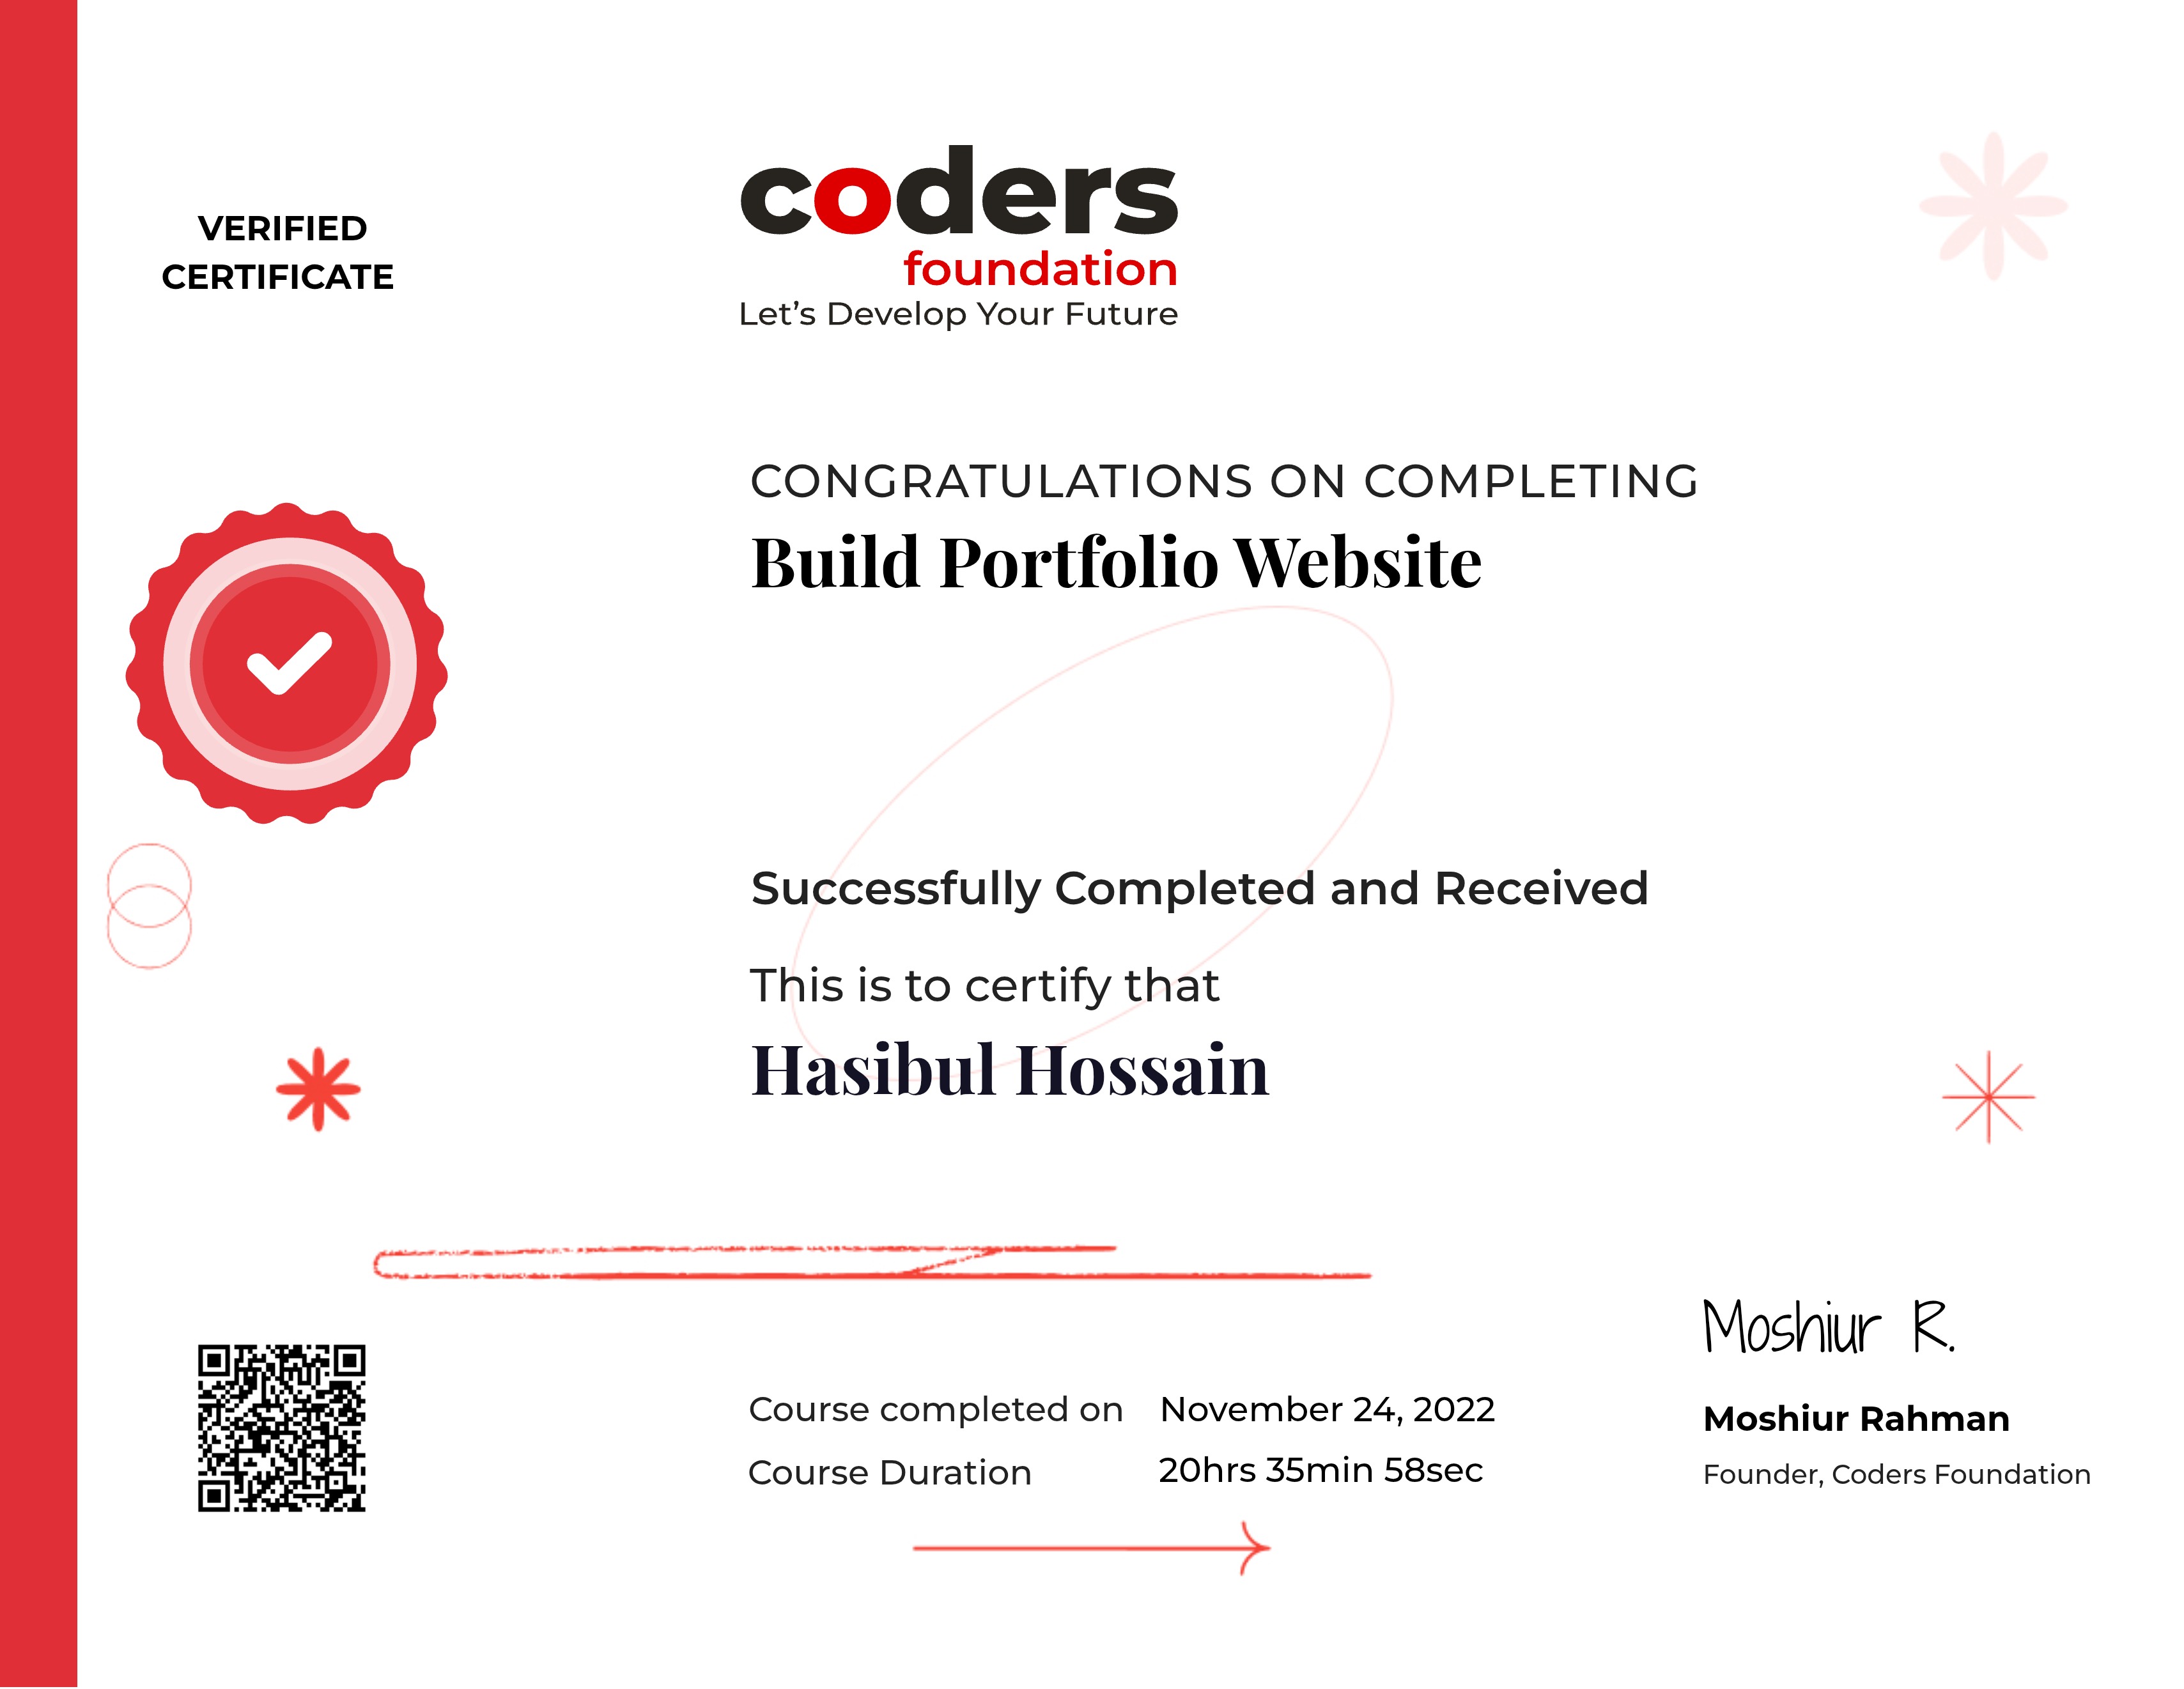 VERIFIED
CERTIFICATE
coders
foundation
Let's Develop Your Future
CONGRATULATIONS ON COMPLETING
Build Portfolio Website
Successfully Completed and Received
This is to certify that
Hasibul Hossain
Course completed on November 24, 2022
Course Duration 20hrs 35min 58sec
Moshiur R.
Moshiur Rahman
Founder, Coders Foundation